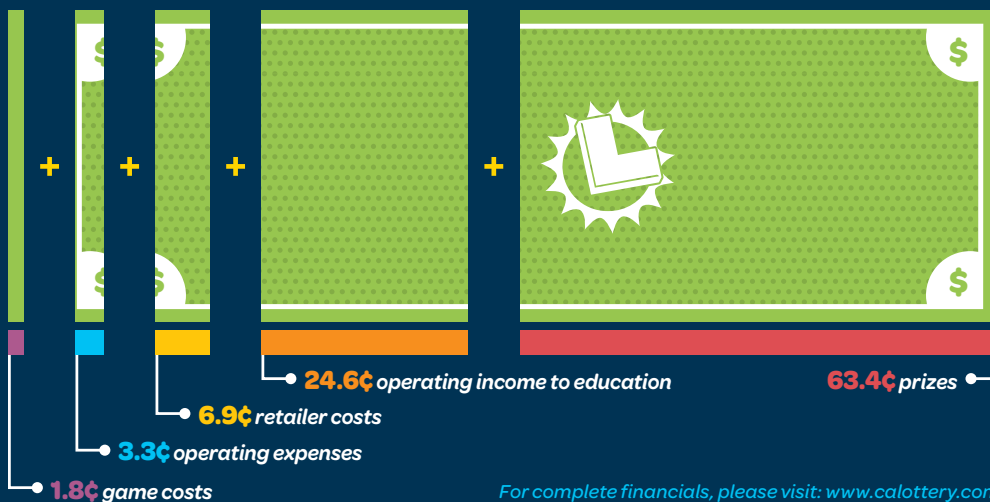 $ $ $
+ + + +
$ $ $
24.6¢ operating income to education
63.4¢ prizes
6.9¢ retailer costs
3.3¢ operating expenses
1.8¢ game costs
For complete financials, please visit: www.calottery.com